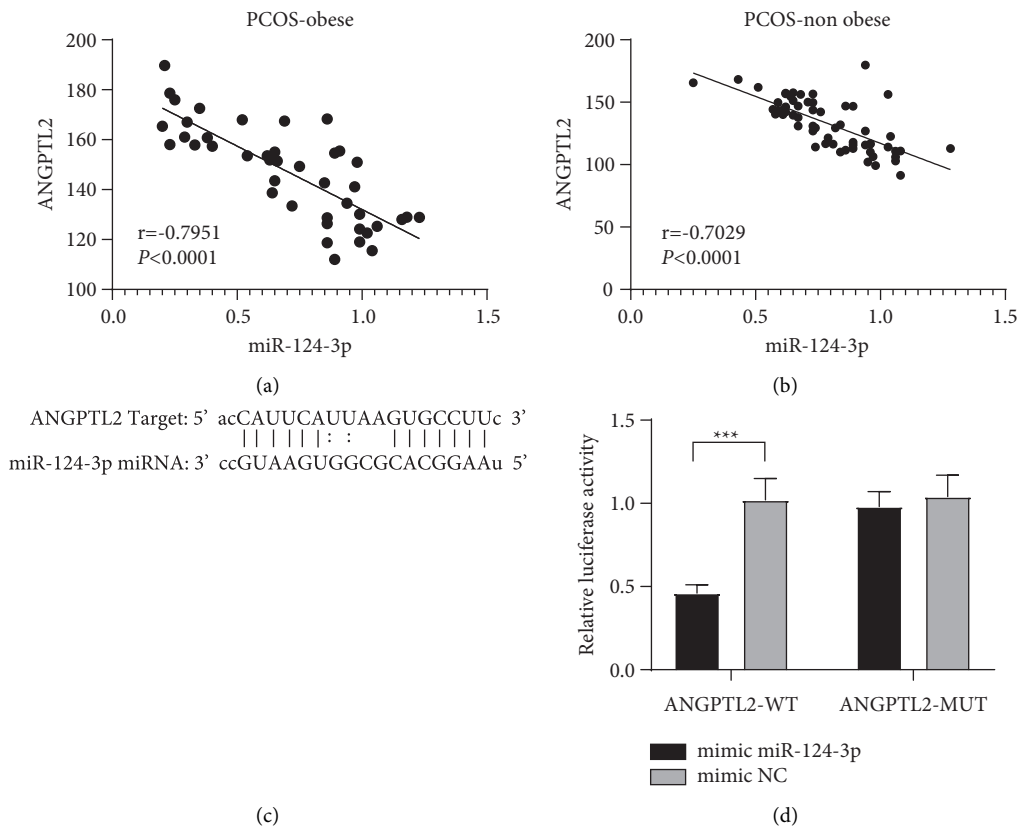 PCOS-obese
200
180
160
140
120
100
ANGPTL2
r=-0.7951
P<0.0001
0.0 0.5 1.0 1.5
miR-124-3p
(a)
PCOS-non obese
200
150
100
50
0
ANGPTL2
r=-0.7029
P<0.0001
0.0 0.5 1.0 1.5
miR-124-3p
(b)
ANGPTL2 Target: 5’ acCAUUCAUUAAGUGCCUUc 3’
| | | | | | : : | | | | | | |
miR-124-3p miRNA: 3’ ccGUAAGUGGCGCACGGAAu 5’
(c)
1.5
1.0
0.5
0.0
Relative luciferase activity
***
ANGPTL2-WT ANGPTL2-MUT
mimic miR-124-3p
mimic NC
(d)